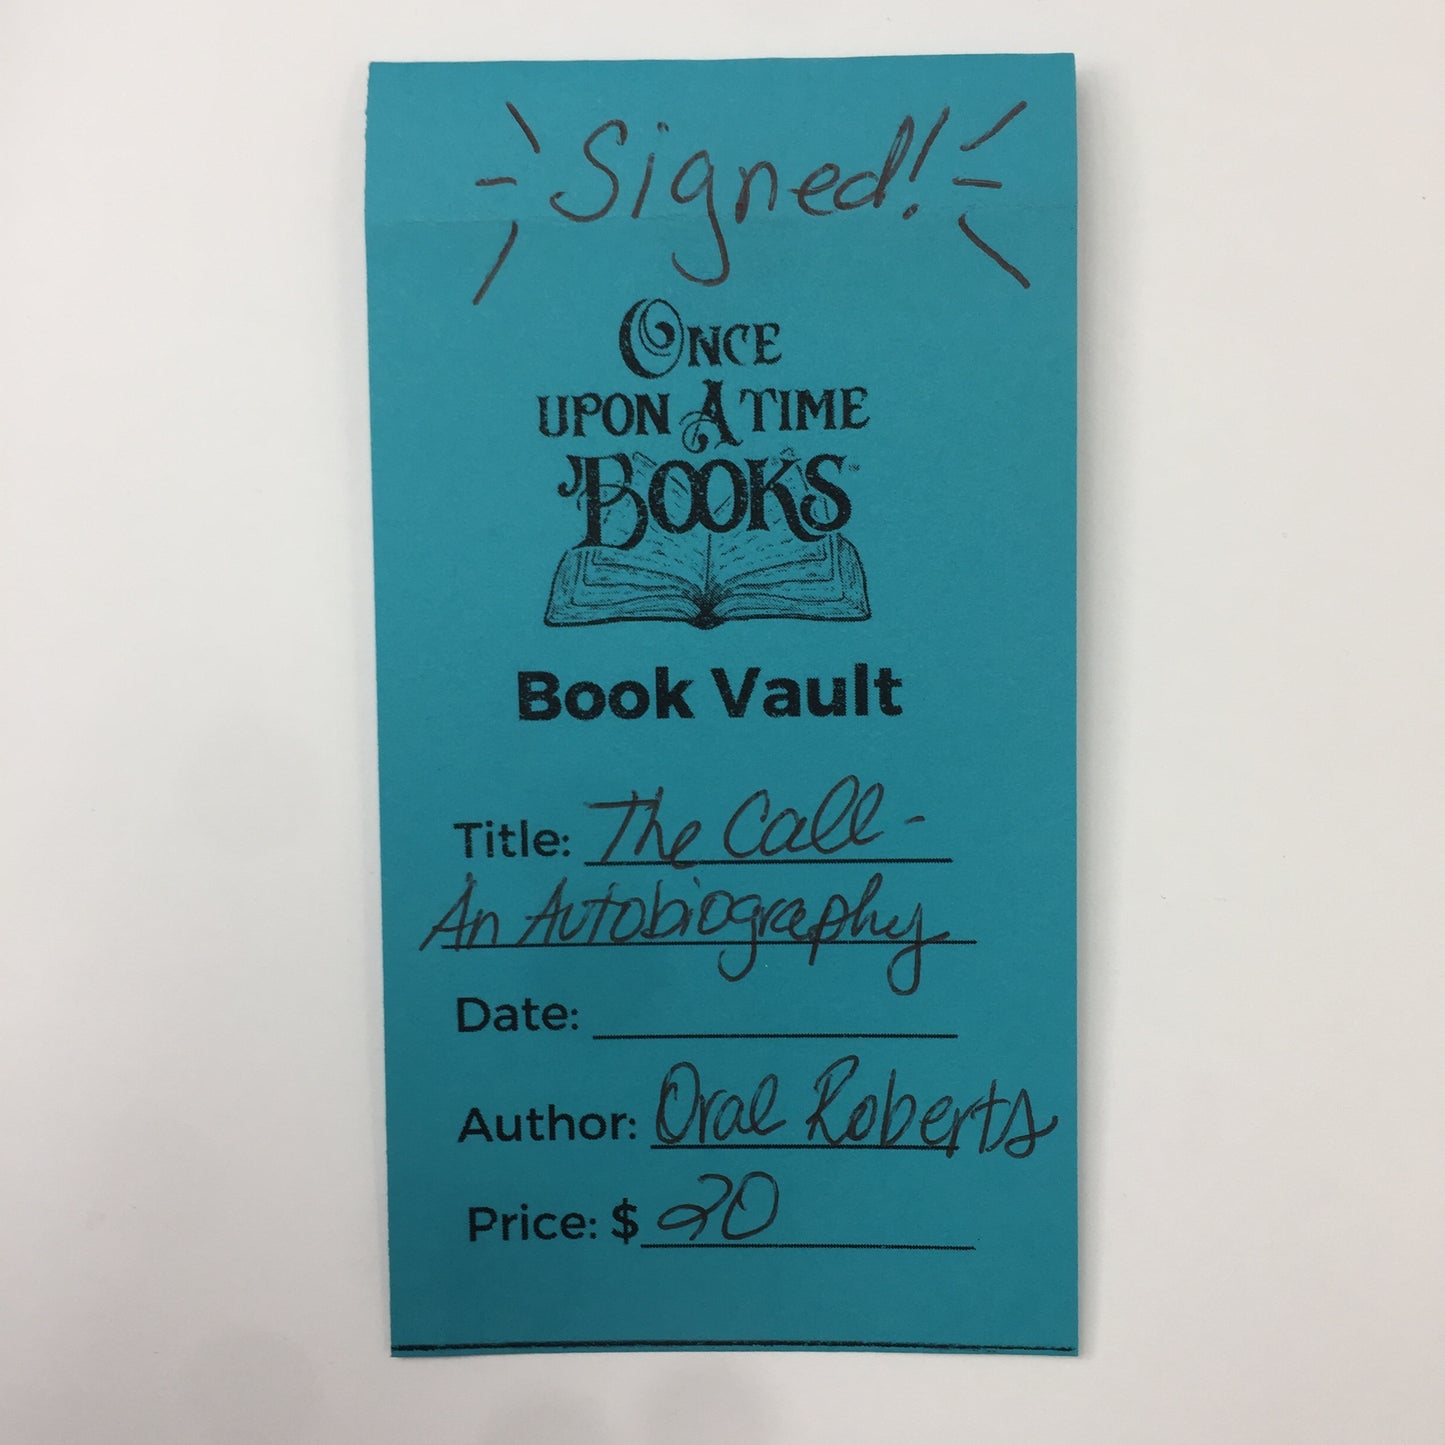 Signed!
ONCE
UPON A TIME
BOOKS
Book Vault
Title: The Call -
An Autobiography
Date:
Author: Oral Roberts
Price: $ 20